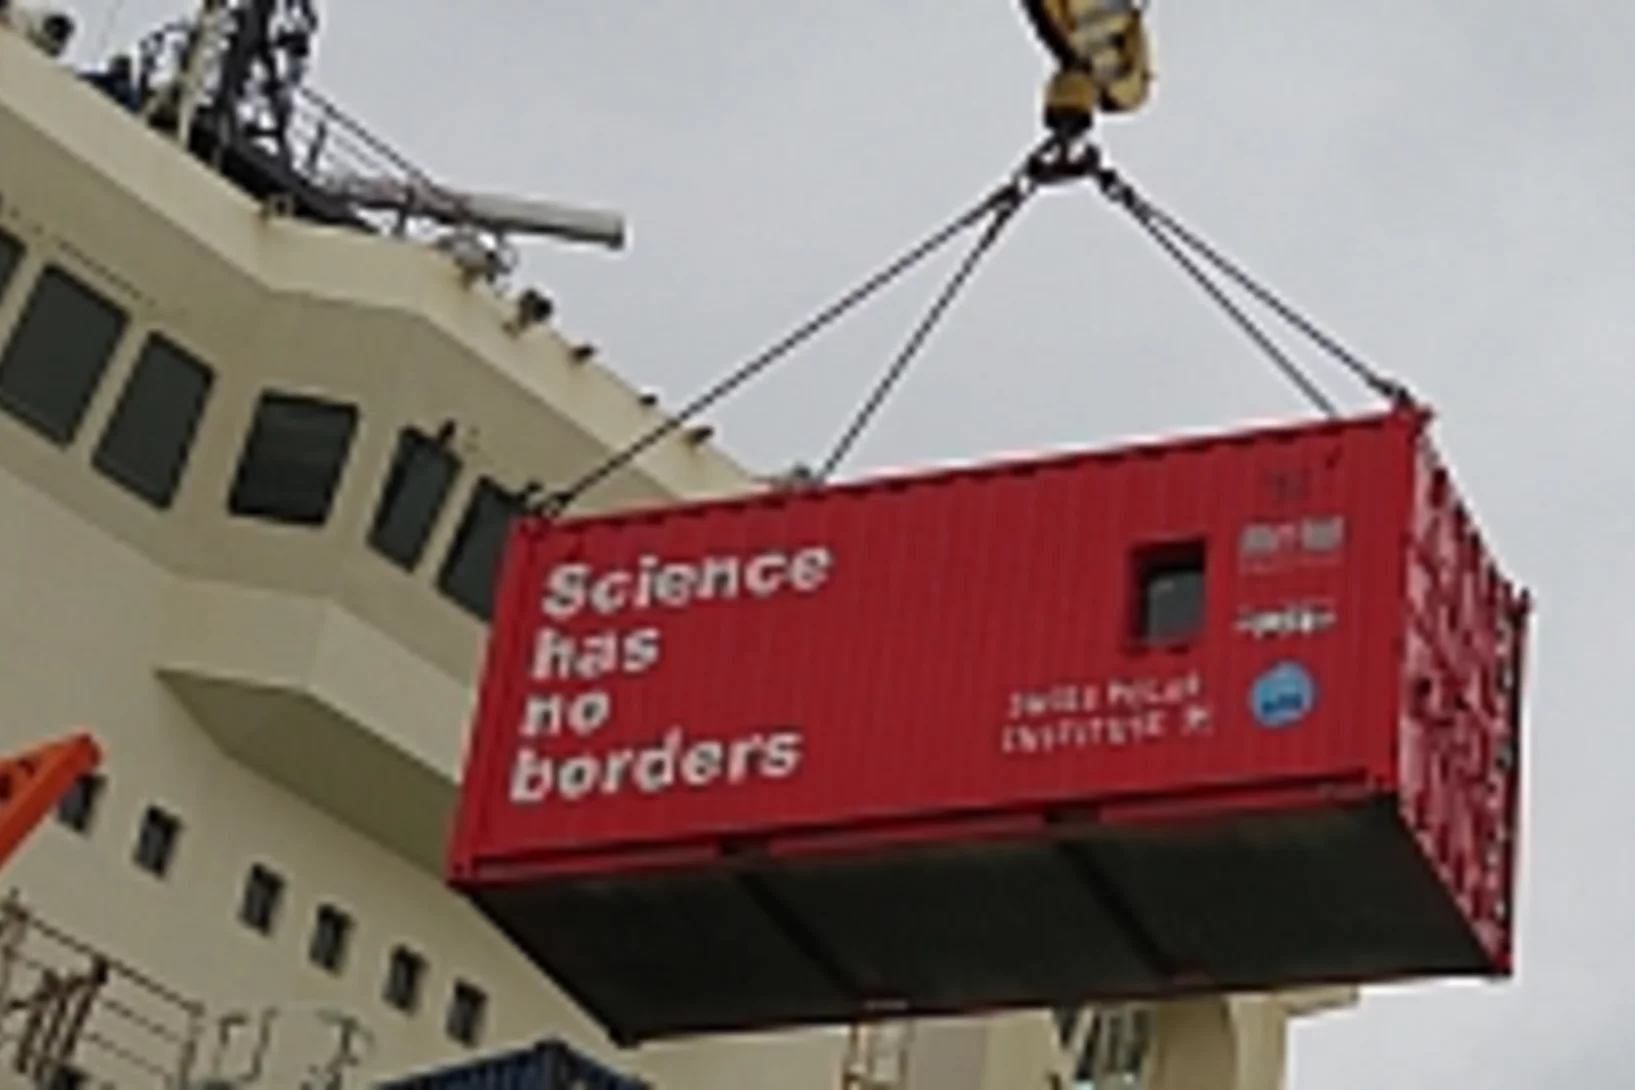 Science
has
no
borders
SWISS POLAR
INSTITUTE